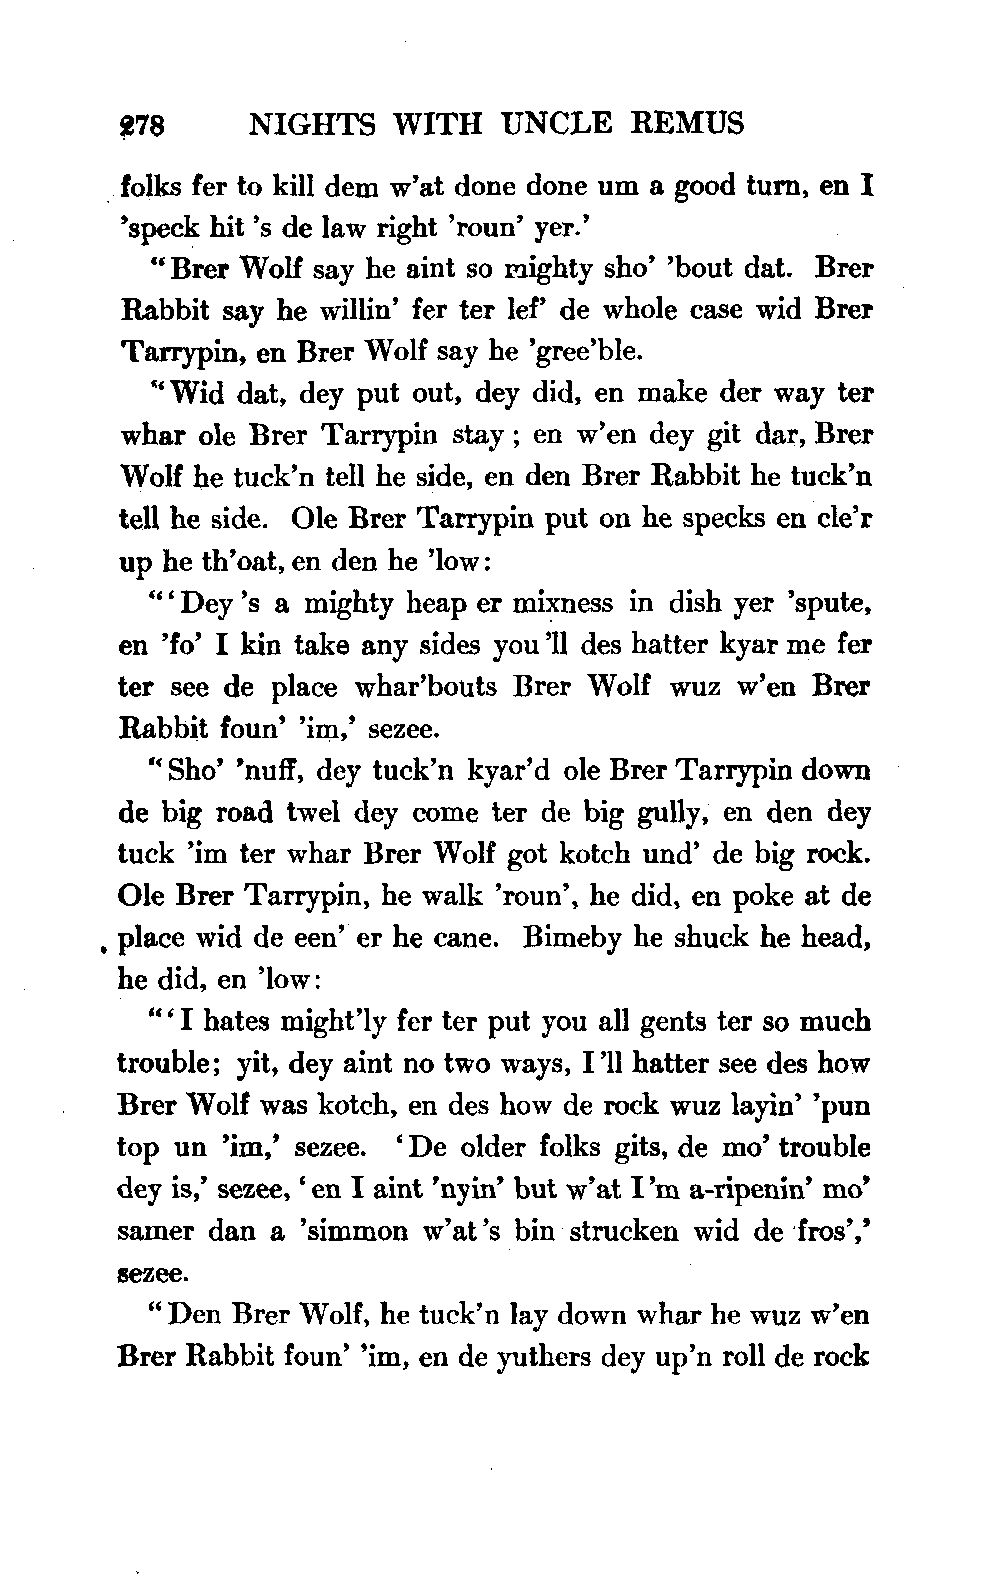 278 NIGHTS WITH UNCLE REMUS
folks fer to kill dem w’at done done um a good turn, en I
’speck hit ’s de law right ’roun’ yer.’
“Brer Wolf say he aint so mighty sho’ ’bout dat. Brer
Rabbit say he willin’ fer ter lef’ de whole case wid Brer
Tarrypin, en Brer Wolf say he ’gree’ble.
“Wid dat, dey put out, dey did, en make der way ter
whar ole Brer Tarrypin stay; en w’en dey git dar, Brer
Wolf he tuck’n tell he side, en den Brer Rabbit he tuck’n
tell he side. Ole Brer Tarrypin put on he specks en cle’r
up he th’oat, en den he ’low:
“‘Dey ’s a mighty heap er mixness in dish yer ’spute,
en ’fo’ I kin take any sides you ’ll des hatter kyar me fer
ter see de place whar’bouts Brer Wolf wuz w’en Brer
Rabbit foun’ ’im,’ sezee.
“Sho’ ’nuff, dey tuck’n kyar’d ole Brer Tarrypin down
de big road twel dey come ter de big gully, en den dey
tuck ’im ter whar Brer Wolf got kotch und’ de big rock.
Ole Brer Tarrypin, he walk ’roun’, he did, en poke at de
place wid de een’ er he cane. Bimeby he shuck he head,
he did, en ’low:
“‘I hates might’ly fer ter put you all gents ter so much
trouble; yit, dey aint no two ways, I ’ll hatter see des how
Brer Wolf was kotch, en des how de rock wuz layin’ ’pun
top un ’im,’ sezee. ‘De older folks gits, de mo’ trouble
dey is,’ sezee, ‘en I aint ’nyin’ but w’at I ’m a-ripenin’ mo’
samer dan a ’simmon w’at ’s bin strucken wid de fros’,’
sezee.
“Den Brer Wolf, he tuck’n lay down whar he wuz w’en
Brer Rabbit foun’ ’im, en de yuthers dey up’n roll de rock